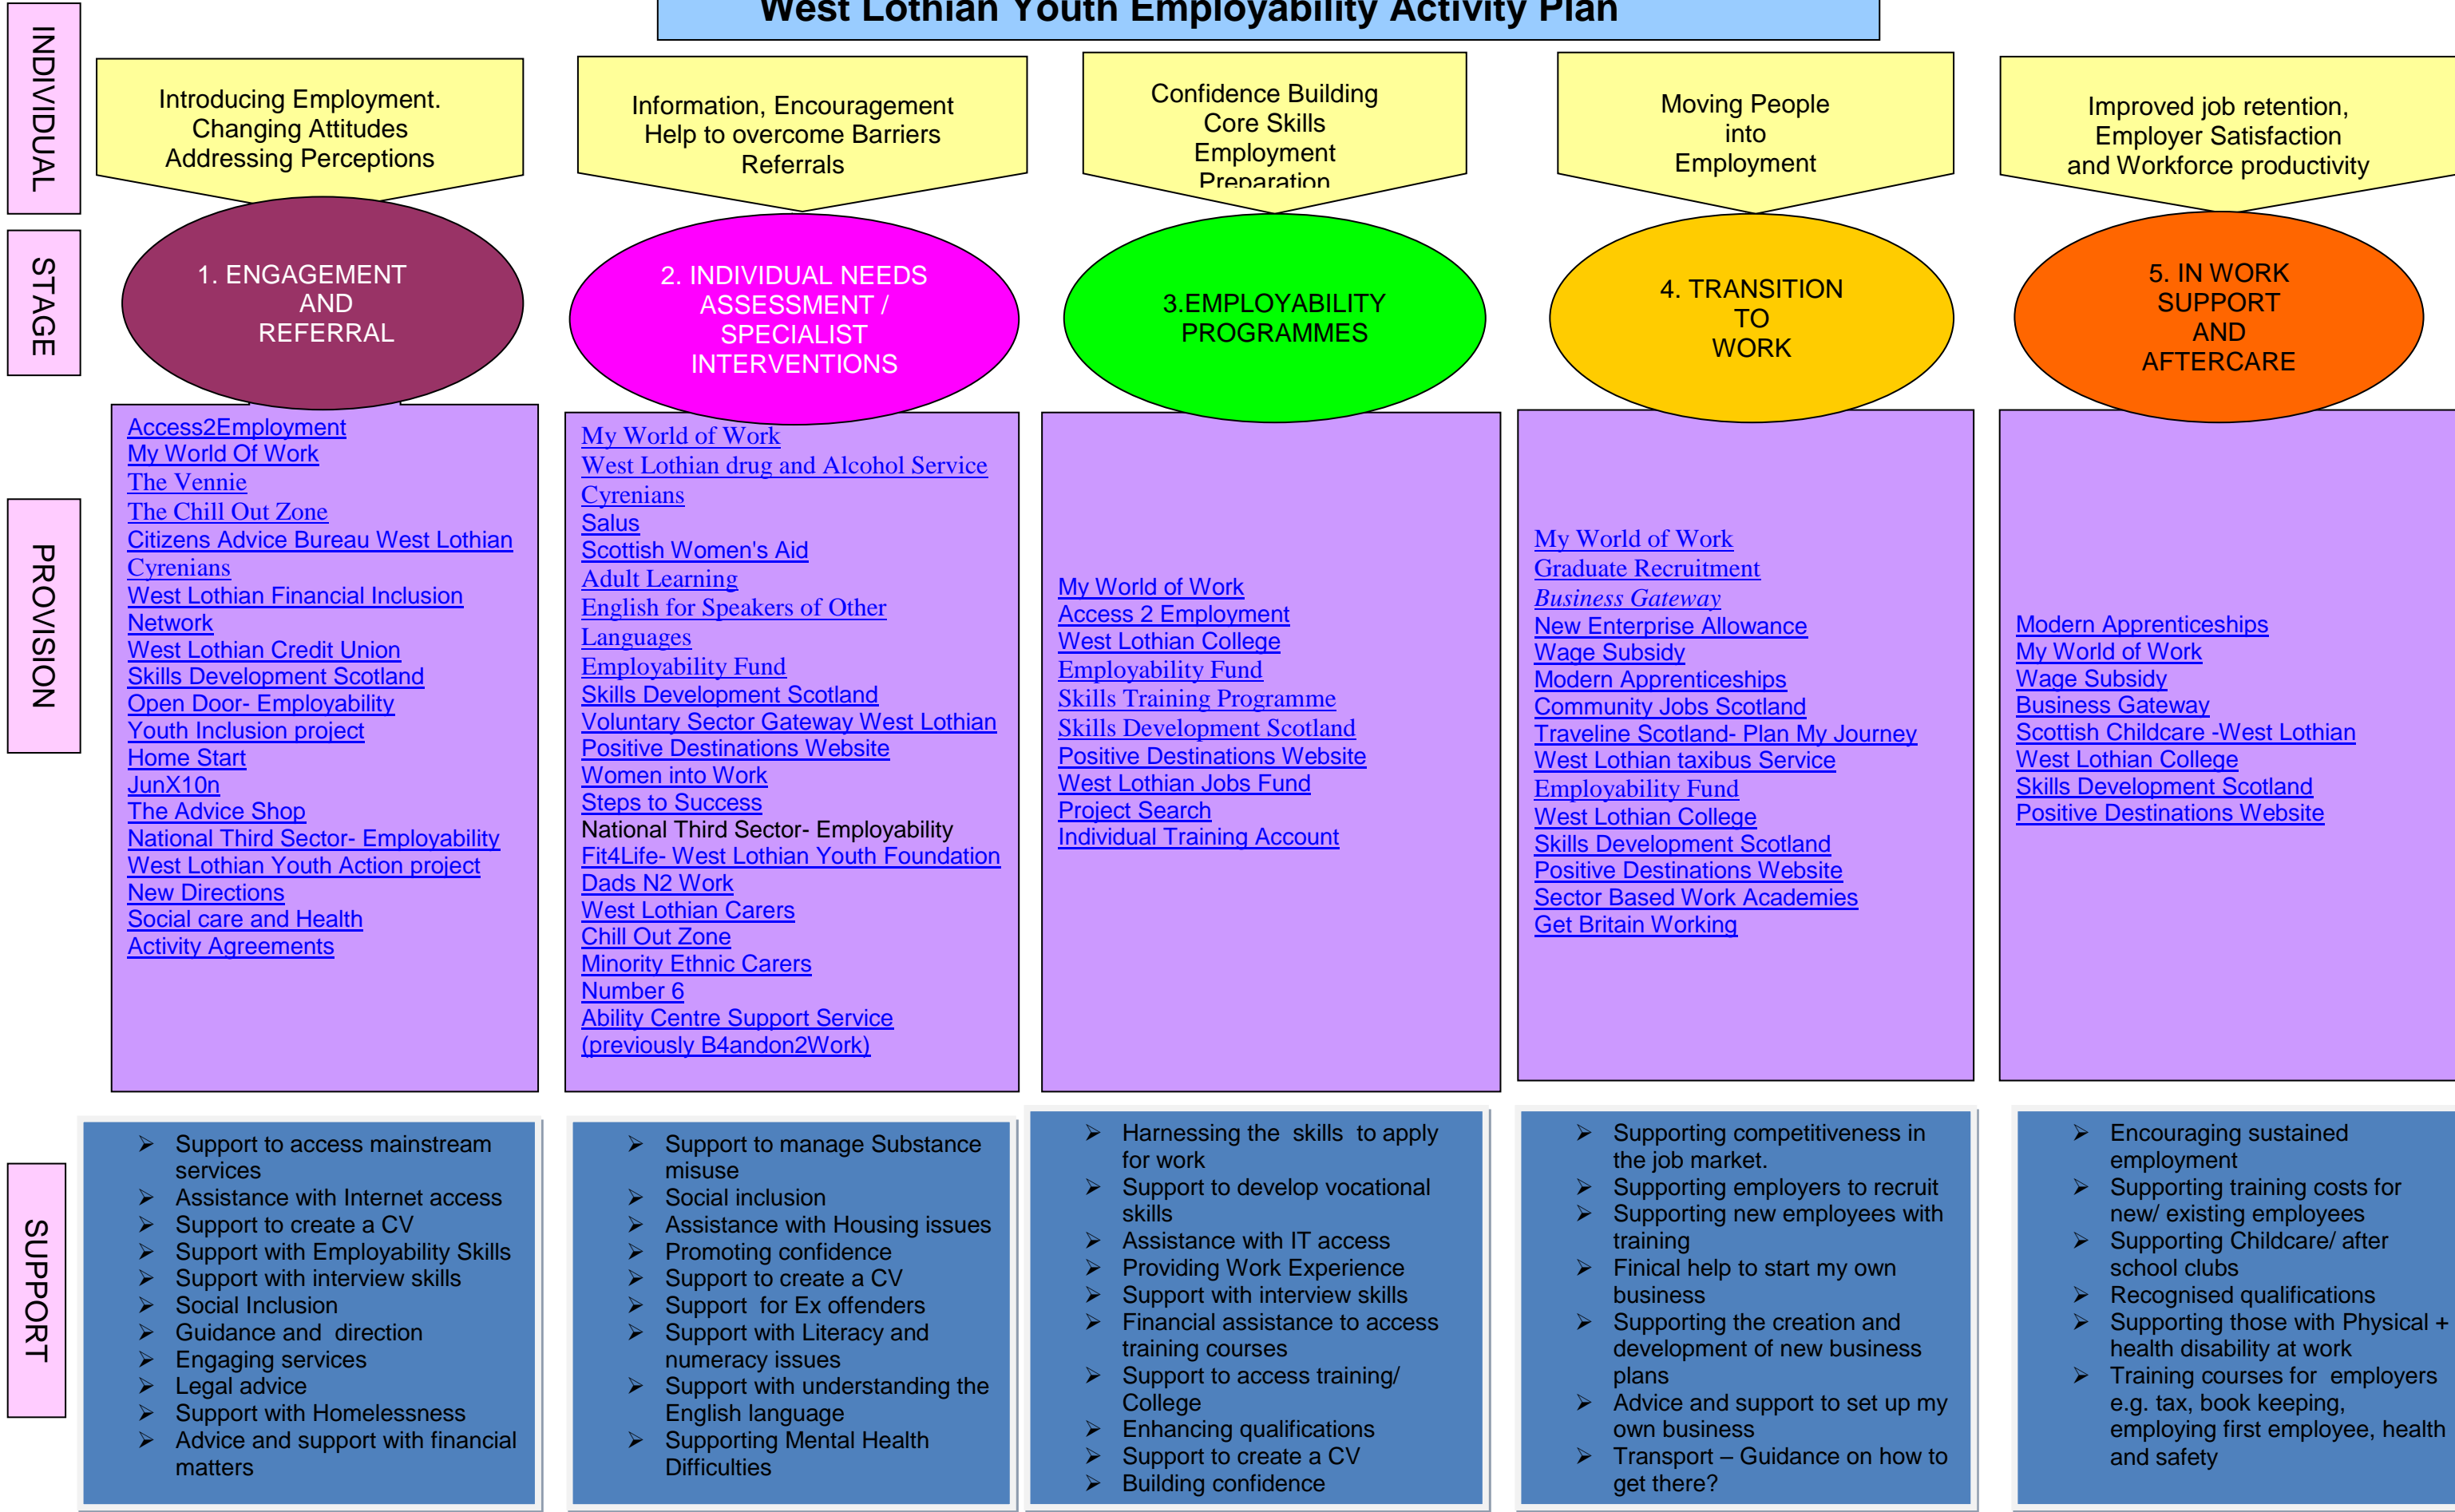 West Lothian Youth Employability Activity Plan
INDIVIDUAL
Introducing Employment.
Changing Attitudes
Addressing Perceptions
Information, Encouragement
Help to overcome Barriers
Referrals
Confidence Building
Core Skills
Employment
Preparation
Moving People
into
Employment
Improved job retention,
Employer Satisfaction
and Workforce productivity
STAGE
1. ENGAGEMENT
AND
REFERRAL
2. INDIVIDUAL NEEDS
ASSESSMENT /
SPECIALIST
INTERVENTIONS
3.EMPLOYABILITY
PROGRAMMES
4. TRANSITION
TO
WORK
5. IN WORK
SUPPORT
AND
AFTERCARE
PROVISION
Access2Employment
My World Of Work
The Vennie
The Chill Out Zone
Citizens Advice Bureau West Lothian
Cyrenians
West Lothian Financial Inclusion
Network
West Lothian Credit Union
Skills Development Scotland
Open Door- Employability
Youth Inclusion project
Home Start
JunX10n
The Advice Shop
National Third Sector- Employability
West Lothian Youth Action project
New Directions
Social care and Health
Activity Agreements
My World of Work
West Lothian drug and Alcohol Service
Cyrenians
Salus
Scottish Women's Aid
Adult Learning
English for Speakers of Other
Languages
Employability Fund
Skills Development Scotland
Voluntary Sector Gateway West Lothian
Positive Destinations Website
Women into Work
Steps to Success
National Third Sector- Employability
Fit4Life- West Lothian Youth Foundation
Dads N2 Work
West Lothian Carers
Chill Out Zone
Minority Ethnic Carers
Number 6
Ability Centre Support Service
(previously B4andon2Work)
My World of Work
Access 2 Employment
West Lothian College
Employability Fund
Skills Training Programme
Skills Development Scotland
Positive Destinations Website
West Lothian Jobs Fund
Project Search
Individual Training Account
My World of Work
Graduate Recruitment
Business Gateway
New Enterprise Allowance
Wage Subsidy
Modern Apprenticeships
Community Jobs Scotland
Traveline Scotland- Plan My Journey
West Lothian taxibus Service
Employability Fund
West Lothian College
Skills Development Scotland
Positive Destinations Website
Sector Based Work Academies
Get Britain Working
Modern Apprenticeships
My World of Work
Wage Subsidy
Business Gateway
Scottish Childcare -West Lothian
West Lothian College
Skills Development Scotland
Positive Destinations Website
SUPPORT
➢ Support to access mainstream
services
➢ Assistance with Internet access
➢ Support to create a CV
➢ Support with Employability Skills
➢ Support with interview skills
➢ Social Inclusion
➢ Guidance and direction
➢ Engaging services
➢ Legal advice
➢ Support with Homelessness
➢ Advice and support with financial
matters
➢ Support to manage Substance
misuse
➢ Social inclusion
➢ Assistance with Housing issues
➢ Promoting confidence
➢ Support to create a CV
➢ Support for Ex offenders
➢ Support with Literacy and
numeracy issues
➢ Support with understanding the
English language
➢ Supporting Mental Health
Difficulties
➢ Harnessing the skills to apply
for work
➢ Support to develop vocational
skills
➢ Assistance with IT access
➢ Providing Work Experience
➢ Support with interview skills
➢ Financial assistance to access
training courses
➢ Support to access training/
College
➢ Enhancing qualifications
➢ Support to create a CV
➢ Building confidence
➢ Supporting competitiveness in
the job market.
➢ Supporting employers to recruit
➢ Supporting new employees with
training
➢ Finical help to start my own
business
➢ Supporting the creation and
development of new business
plans
➢ Advice and support to set up my
own business
➢ Transport – Guidance on how to
get there?
➢ Encouraging sustained
employment
➢ Supporting training costs for
new/ existing employees
➢ Supporting Childcare/ after
school clubs
➢ Recognised qualifications
➢ Supporting those with Physical +
health disability at work
➢ Training courses for employers
e.g. tax, book keeping,
employing first employee, health
and safety